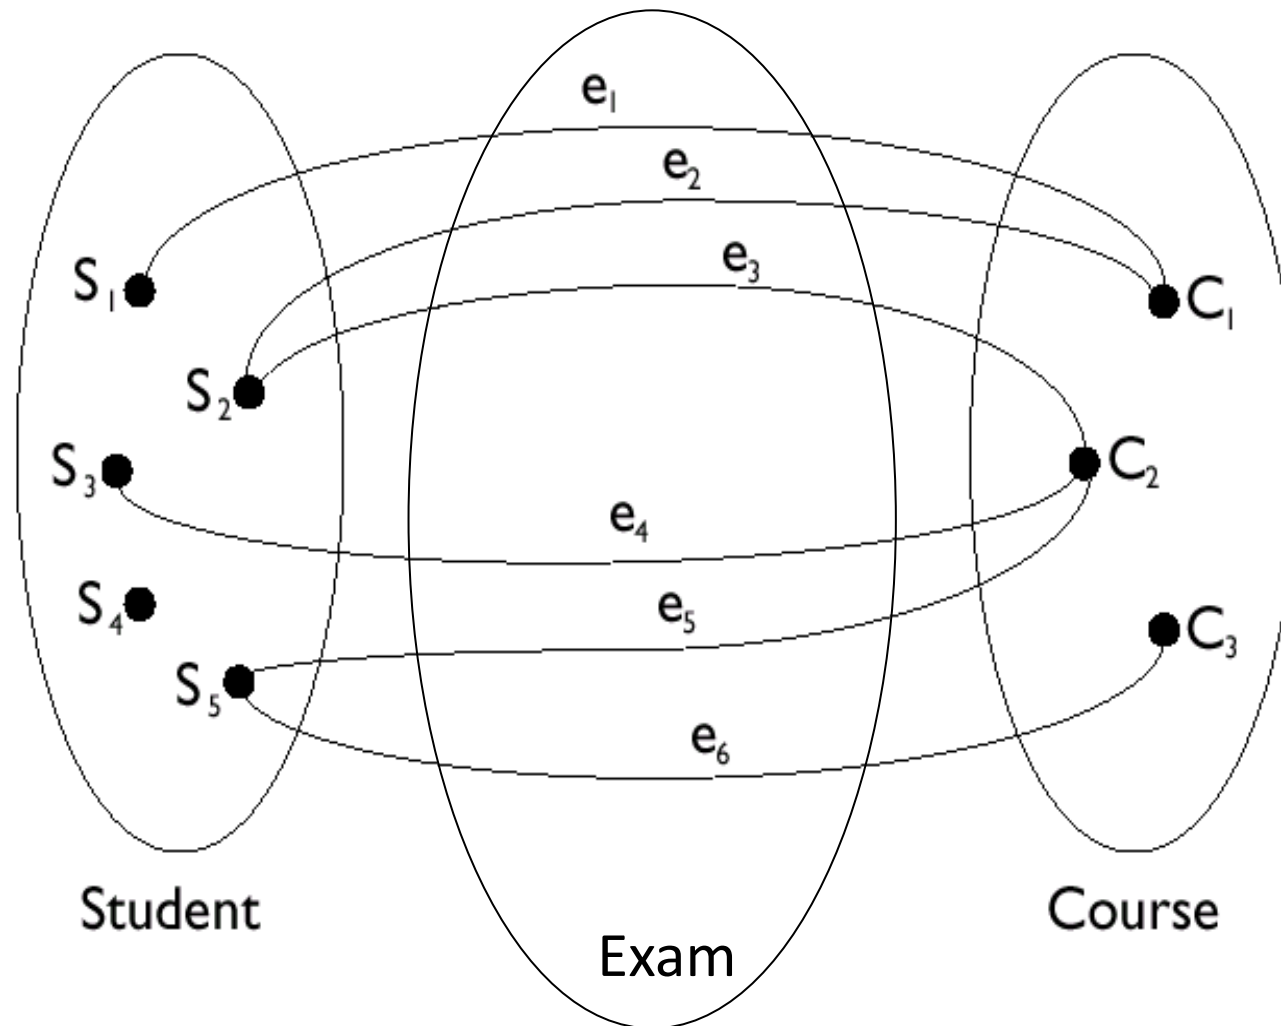 e₁
e₂
e₃
S₁
C₁
S₂
S₃
C₂
e₄
S₄
e₅
C₃
S₅
e₆
Student
Course
Exam